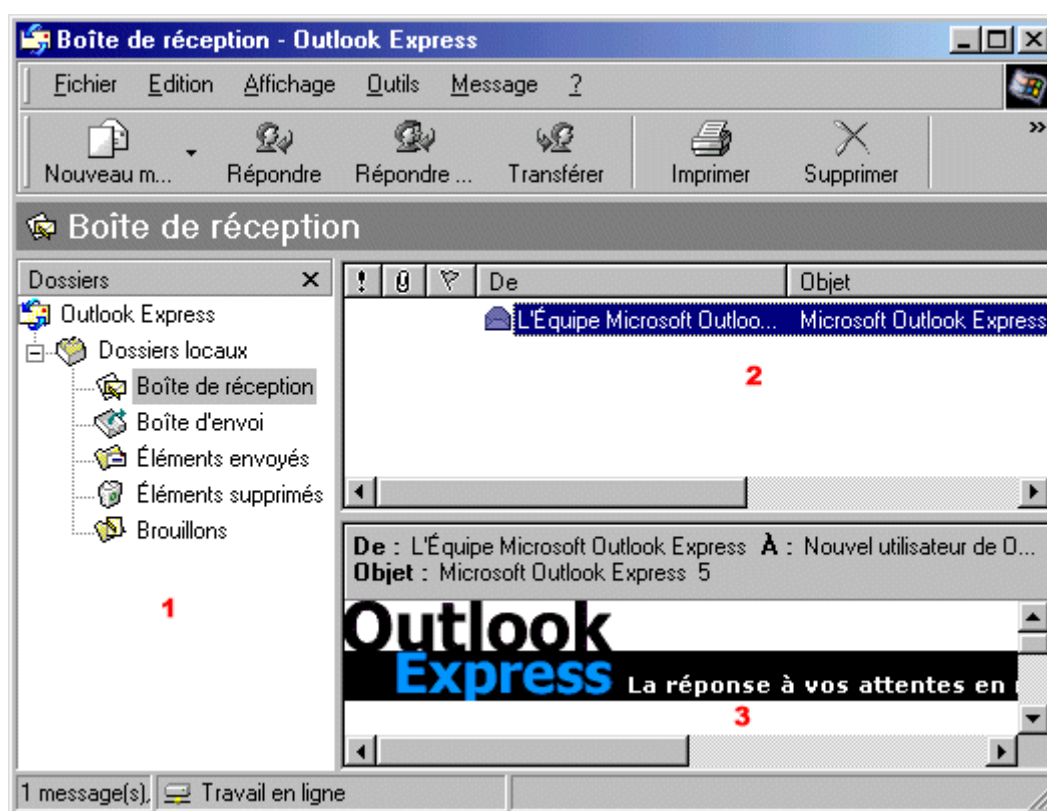 Boîte de réception - Outlook Express
Fichier Edition Affichage Outils Message ?
»
Nouveau m... Répondre Répondre ... Transférer Imprimer Supprimer
Boîte de réception
Dossiers
Outlook Express
Dossiers locaux
Boîte de réception
Boîte d'envoi
Éléments envoyés
Éléments supprimés
Brouillons
1
! De Objet
L'Équipe Microsoft Outloo... Microsoft Outlook Express
2
De : L'Équipe Microsoft Outlook Express À : Nouvel utilisateur de O...
Objet : Microsoft Outlook Express 5
Outlook
Express La réponse à vos attentes en
3
1 message(s), Travail en ligne